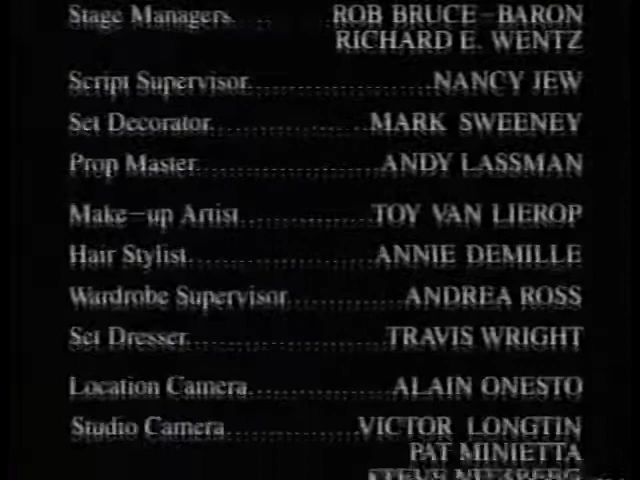 Stage Managers.......ROB BRUCE-BARON
RICHARD E. WENTZ
Script Supervisor....................NANCY JEW
Set Decorator.................MARK SWEENEY
Prop Master....................ANDY LASSMAN
Make-up Artist.............TOY VAN LIEROP
Hair Stylist....................ANNIE DEMILLE
Wardrobe Supervisor............ANDREA ROSS
Set Dresser.....................TRAVIS WRIGHT
Location Camera...............ALAIN ONESTO
Studio Camera..............VICTOR LONGTIN
PAT MINIETTA
STEVE